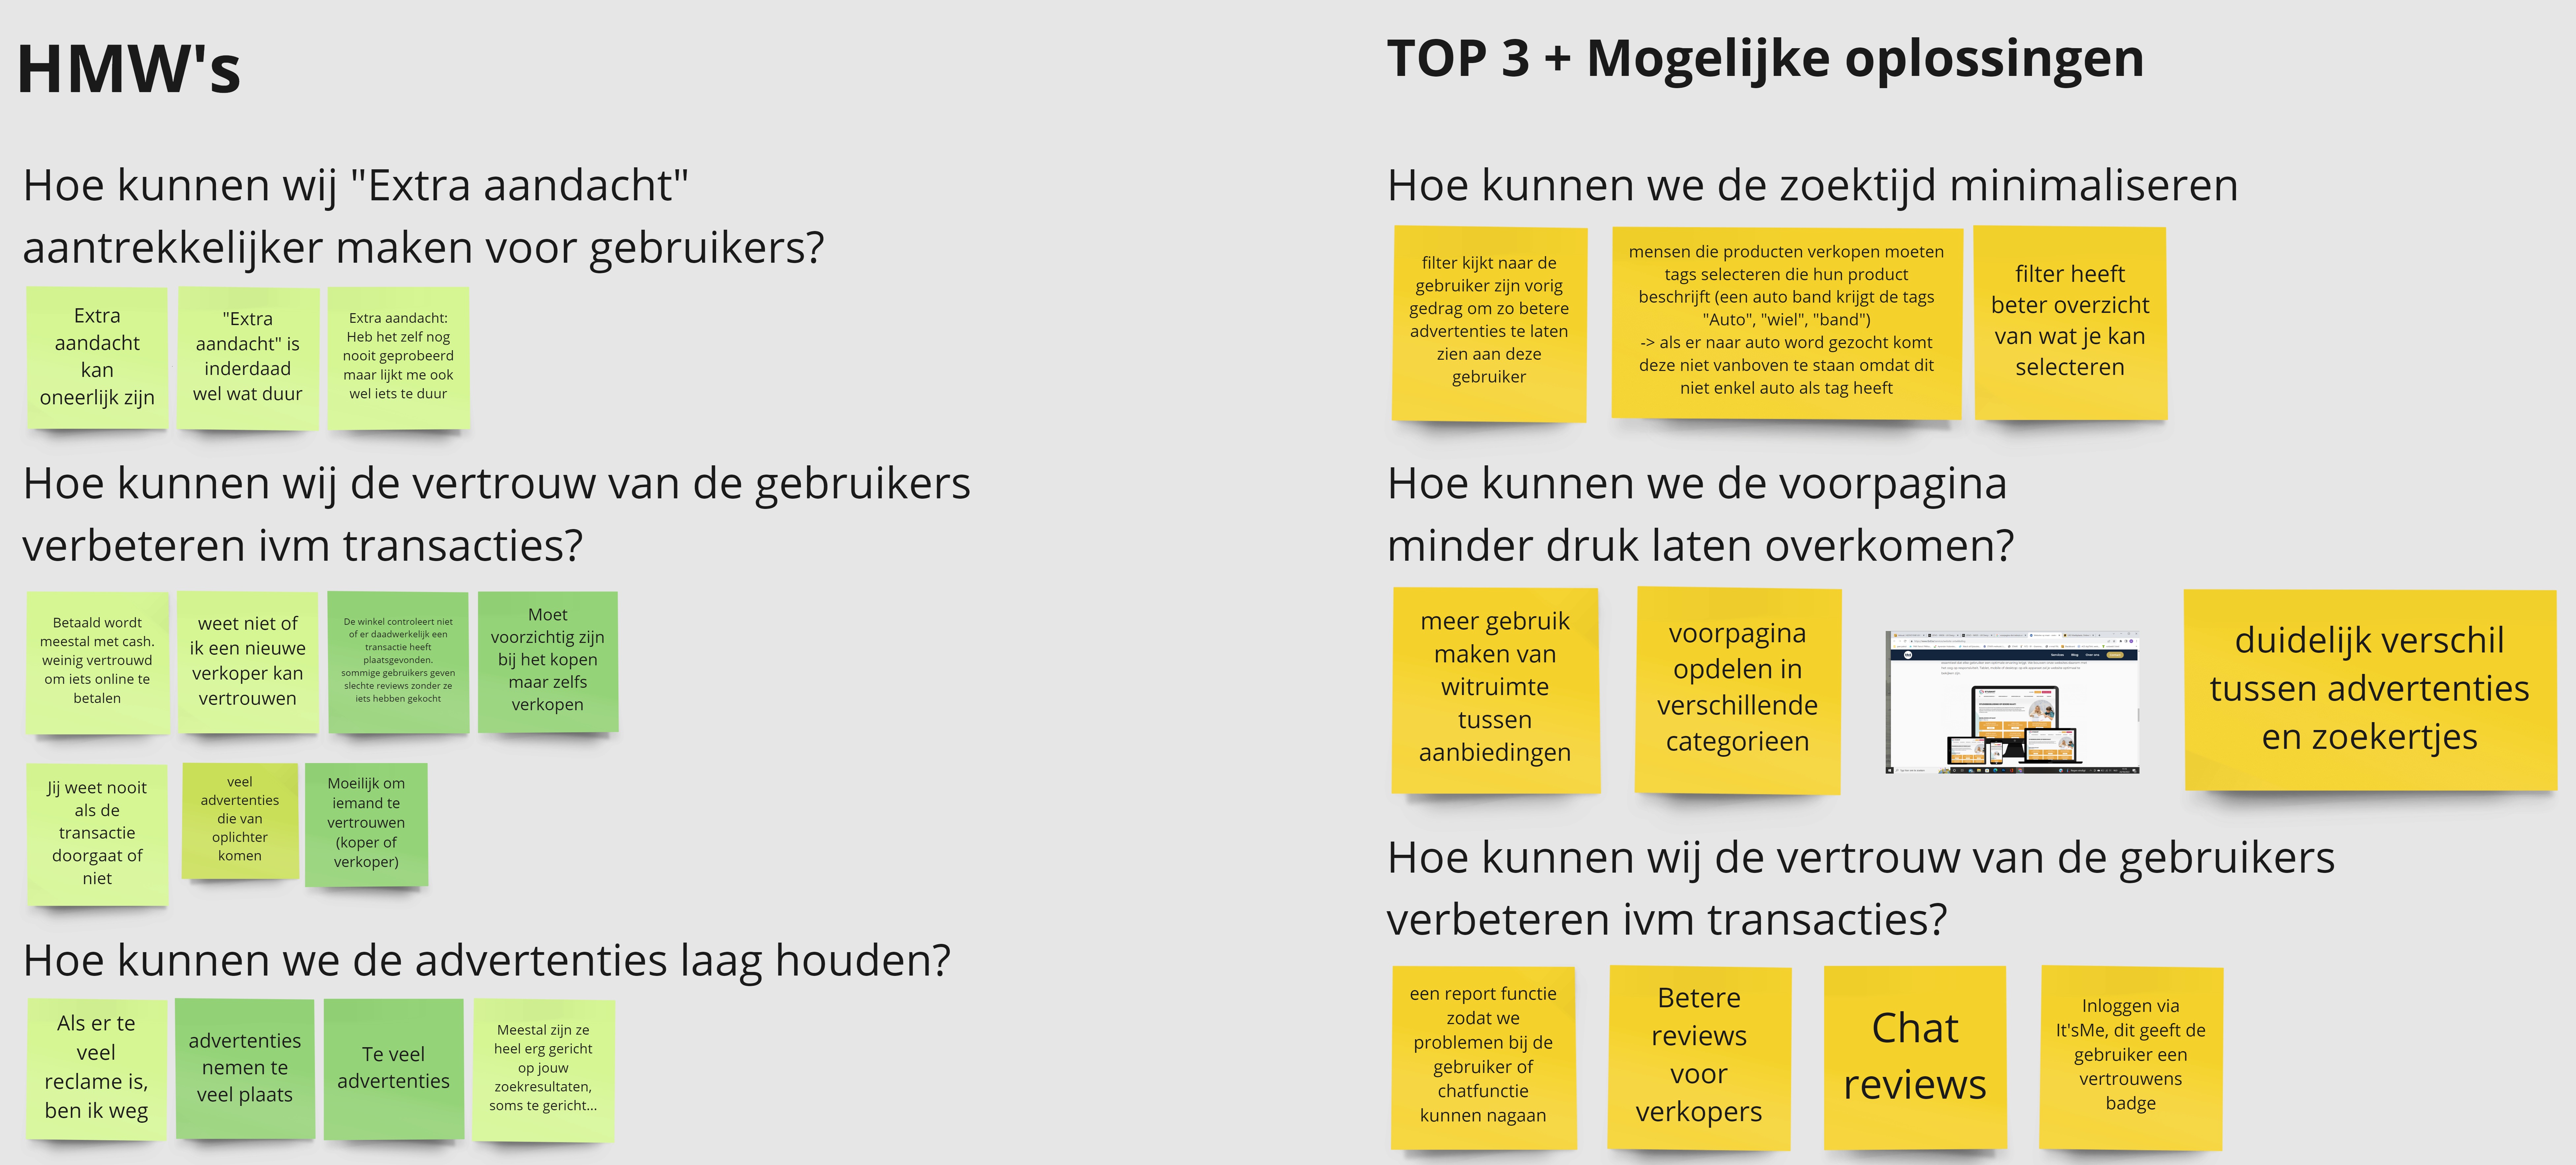 HMW's
Hoe kunnen wij "Extra aandacht"
aantrekkelijker maken voor gebruikers?
Extra
aandacht
kan
oneerlijk zijn
"Extra
aandacht" is
inderdaad
wel wat duur
Extra aandacht:
Heb het zelf nog
nooit geprobeerd
maar lijkt me ook
wel iets te duur
Hoe kunnen wij de vertrouw van de gebruikers
verbeteren ivm transacties?
Betaald wordt
meestal met cash.
weinig vertrouwd
om iets online te
betalen
weet niet of
ik een nieuwe
verkoper kan
vertrouwen
De winkel controleert niet
of er daadwerkelijk een
transactie heeft
plaatsgevonden.
sommige gebruikers geven
slechte reviews zonder ze
iets hebben gekocht
Moet
voorzichtig zijn
bij het kopen
maar zelfs
verkopen
Jij weet nooit
als de
transactie
doorgaat of
niet
veel
advertenties
die van
oplichter
komen
Moeilijk om
iemand te
vertrouwen
(koper of
verkoper)
Hoe kunnen we de advertenties laag houden?
Als er te
veel
reclame is,
ben ik weg
advertenties
nemen te
veel plaats
Te veel
advertenties
Meestal zijn ze
heel erg gericht
op jouw
zoekresultaten,
soms te gericht...
TOP 3 + Mogelijke oplossingen
Hoe kunnen we de zoektijd minimaliseren
filter kijkt naar de
gebruiker zijn vorig
gedrag om zo betere
advertenties te laten
zien aan deze
gebruiker
mensen die producten verkopen moeten
tags selecteren die hun product
beschrijft (een auto band krijgt de tags
"Auto", "wiel", "band")
-> als er naar auto word gezocht komt
deze niet vanboven te staan omdat dit
niet enkel auto als tag heeft
filter heeft
beter overzicht
van wat je kan
selecteren
Hoe kunnen we de voorpagina
minder druk laten overkomen?
meer gebruik
maken van
witruimte
tussen
aanbiedingen
voorpagina
opdelen in
verschillende
categorieen
duidelijk verschil
tussen advertenties
en zoekertjes
Hoe kunnen wij de vertrouw van de gebruikers
verbeteren ivm transacties?
een report functie
zodat we
problemen bij de
gebruiker of
chatfunctie
kunnen nagaan
Betere
reviews
voor
verkopers
Chat
reviews
Inloggen via
It'sMe, dit geeft de
gebruiker een
vertrouwens
badge